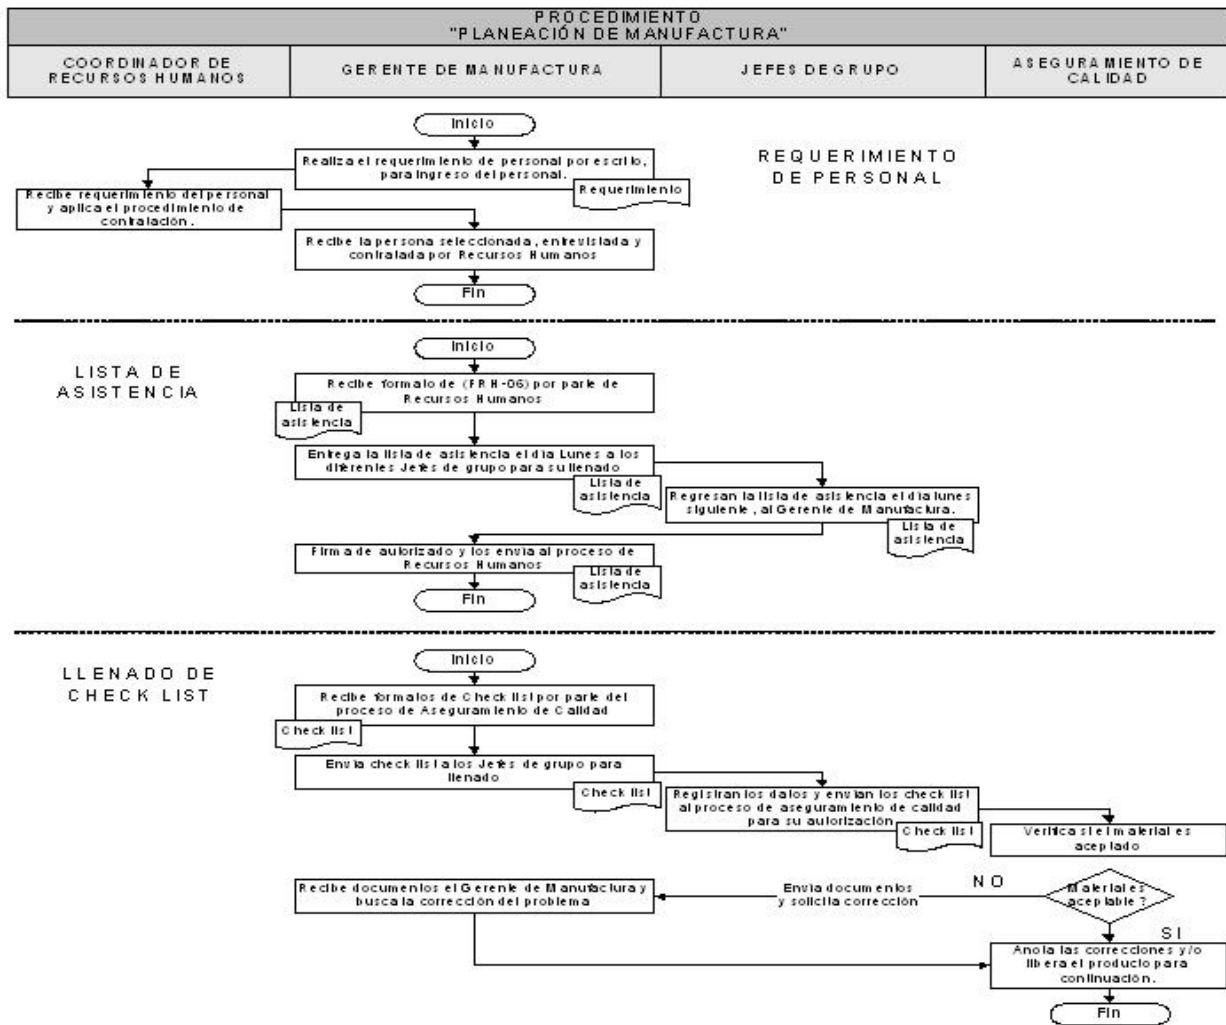 PROCEDIMIENTO
"PLANEACIÓN DE MANUFACTURA"
COORDINADOR DE
RECURSOS HUMANOS
GERENTE DE MANUFACTURA
JEFES DE GRUPO
ASEGURAMIENTO DE
CALIDAD
Inicio
Realiza el requerimiento de personal por escrito,
para ingreso del personal.
Requerimiento
REQUERIMIENTO
DE PERSONAL
Recibe requerimiento del personal
y aplica el procedimiento de
contratación.
Recibe la persona seleccionada, entrevistada y
contratada por Recursos Humanos
Fin
LISTA DE
ASISTENCIA
Inicio
Recibe formato de (FRH-06) por parte de
Recursos Humanos
Lista de
asistencia
Entrega la lista de asistencia el día Lunes a los
diferentes Jefes de grupo para su llenado
Lista de
asistencia
Regresan la lista de asistencia el día lunes
siguiente, al Gerente de Manufactura.
Lista de
asistencia
Firma de autorizado y los envía al proceso de
Recursos Humanos
Lista de
asistencia
Fin
LLENADO DE
CHECK LIST
Inicio
Recibe formatos de Check list por parte del
proceso de Aseguramiento de Calidad
Check list
Envía check list a los Jefes de grupo para
llenado
Check list
Registran los datos y envían los check list
al proceso de aseguramiento de calidad
para su autorización
Check list
Verifica si el material es
aceptado
Material es
aceptable?
NO
Envía documentos
y solicita corrección
Recibe documentos el Gerente de Manufactura y
busca la corrección del problema
SI
Anota las correcciones y/o
libera el producto para
continuación.
Fin